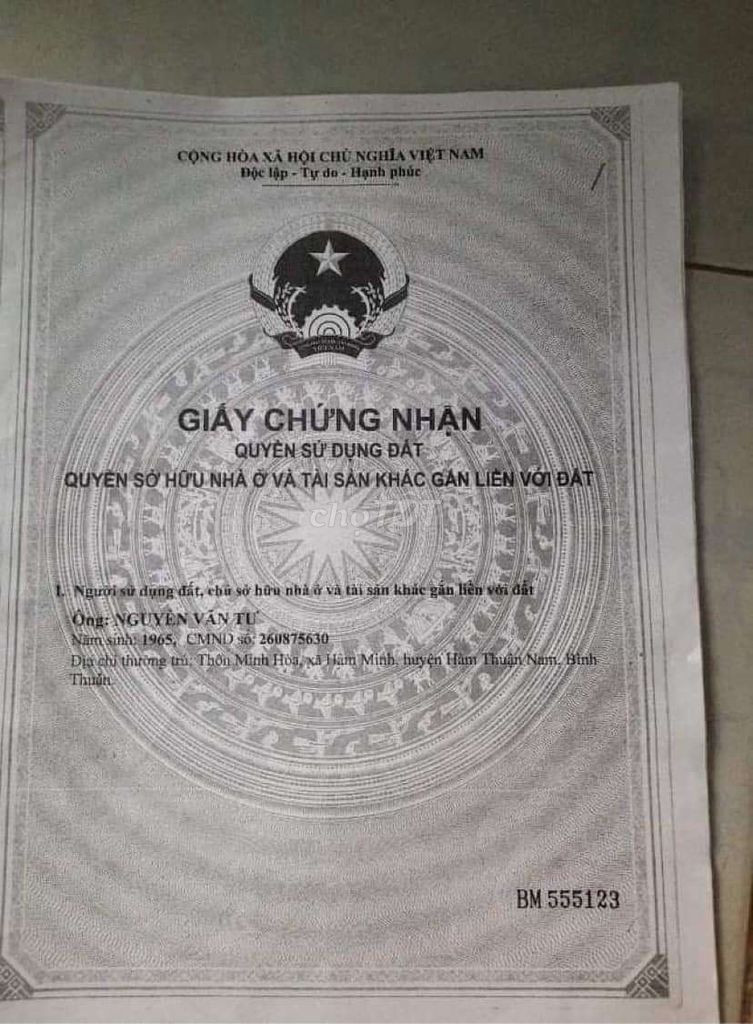 CỘNG HÒA XÃ HỘI CHỦ NGHĨA VIỆT NAM
Độc lập - Tự do - Hạnh phúc
VIỆT NAM
GIẤY CHỨNG NHẬN
QUYỀN SỬ DỤNG ĐẤT
QUYỀN SỞ HỮU NHÀ Ở VÀ TÀI SẢN KHÁC GẮN LIỀN VỚI ĐẤT
chợTỐT
I. Người sử dụng đất, chủ sở hữu nhà ở và tài sản khác gắn liền với đất
Ông: NGUYỄN VĂN TƯ
Năm sinh: 1965, CMND số: 260875630
Địa chỉ thường trú: Thôn Minh Hòa, xã Hàm Minh, huyện Hàm Thuận Nam, Bình
Thuận
BM 555123